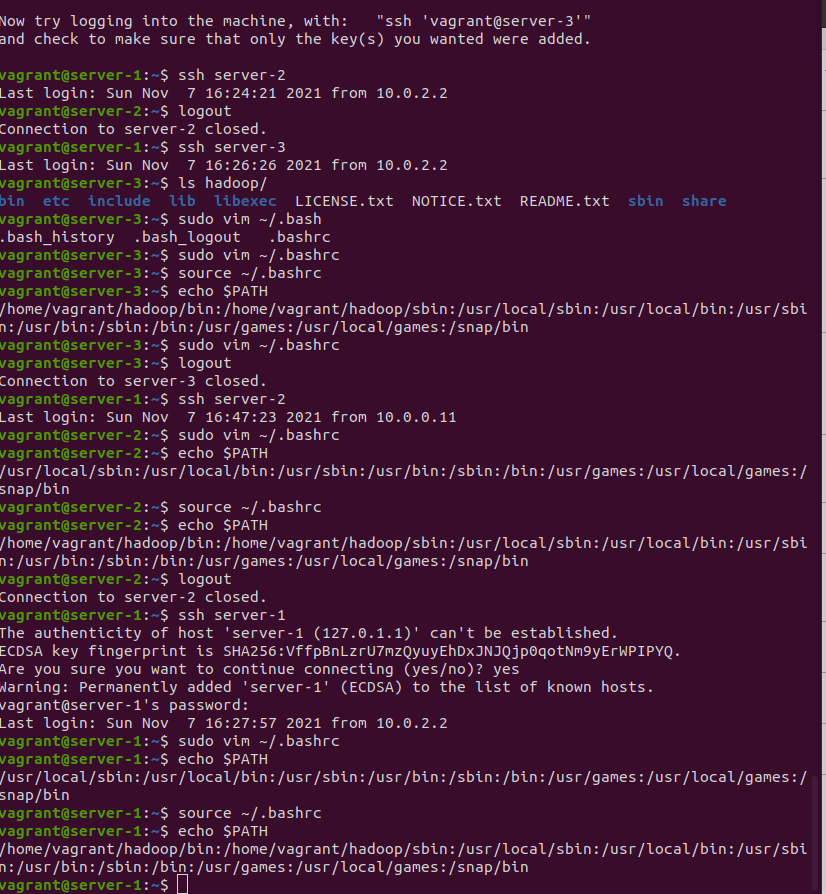 Now try logging into the machine, with:   "ssh 'vagrant@server-3'"
and check to make sure that only the key(s) you wanted were added.
vagrant@server-1:~$ ssh server-2
Last login: Sun Nov  7 16:24:21 2021 from 10.0.2.2
vagrant@server-2:~$ logout
Connection to server-2 closed.
vagrant@server-1:~$ ssh server-3
Last login: Sun Nov  7 16:26:26 2021 from 10.0.2.2
vagrant@server-3:~$ ls hadoop/
bin  etc  include  lib  libexec  LICENSE.txt  NOTICE.txt  README.txt  sbin  share
vagrant@server-3:~$ sudo vim ~/.bash
.bash_history  .bash_logout   .bashrc
vagrant@server-3:~$ sudo vim ~/.bashrc
vagrant@server-3:~$ source ~/.bashrc
vagrant@server-3:~$ echo $PATH
/home/vagrant/hadoop/bin:/home/vagrant/hadoop/sbin:/usr/local/sbin:/usr/local/bin:/usr/sbi
n:/usr/bin:/sbin:/bin:/usr/games:/usr/local/games:/snap/bin
vagrant@server-3:~$ sudo vim ~/.bashrc
vagrant@server-3:~$ logout
Connection to server-3 closed.
vagrant@server-1:~$ ssh server-2
Last login: Sun Nov  7 16:47:23 2021 from 10.0.0.11
vagrant@server-2:~$ sudo vim ~/.bashrc
vagrant@server-2:~$ echo $PATH
/usr/local/sbin:/usr/local/bin:/usr/sbin:/usr/bin:/sbin:/bin:/usr/games:/usr/local/games:/
snap/bin
vagrant@server-2:~$ source ~/.bashrc
vagrant@server-2:~$ echo $PATH
/home/vagrant/hadoop/bin:/home/vagrant/hadoop/sbin:/usr/local/sbin:/usr/local/bin:/usr/sbi
n:/usr/bin:/sbin:/bin:/usr/games:/usr/local/games:/snap/bin
vagrant@server-2:~$ logout
Connection to server-2 closed.
vagrant@server-1:~$ ssh server-1
The authenticity of host 'server-1 (127.0.1.1)' can't be established.
ECDSA key fingerprint is SHA256:VffpBnLzrU7mzQyuyEhDxJNJQjp0qotNm9yErWPIPYQ.
Are you sure you want to continue connecting (yes/no)? yes
Warning: Permanently added 'server-1' (ECDSA) to the list of known hosts.
vagrant@server-1's password:
Last login: Sun Nov  7 16:27:57 2021 from 10.0.2.2
vagrant@server-1:~$ sudo vim ~/.bashrc
vagrant@server-1:~$ echo $PATH
/usr/local/sbin:/usr/local/bin:/usr/sbin:/usr/bin:/sbin:/bin:/usr/games:/usr/local/games:/
snap/bin
vagrant@server-1:~$ source ~/.bashrc
vagrant@server-1:~$ echo $PATH
/home/vagrant/hadoop/bin:/home/vagrant/hadoop/sbin:/usr/local/sbin:/usr/local/bin:/usr/sbi
n:/usr/bin:/sbin:/bin:/usr/games:/usr/local/games:/snap/bin
vagrant@server-1:~$